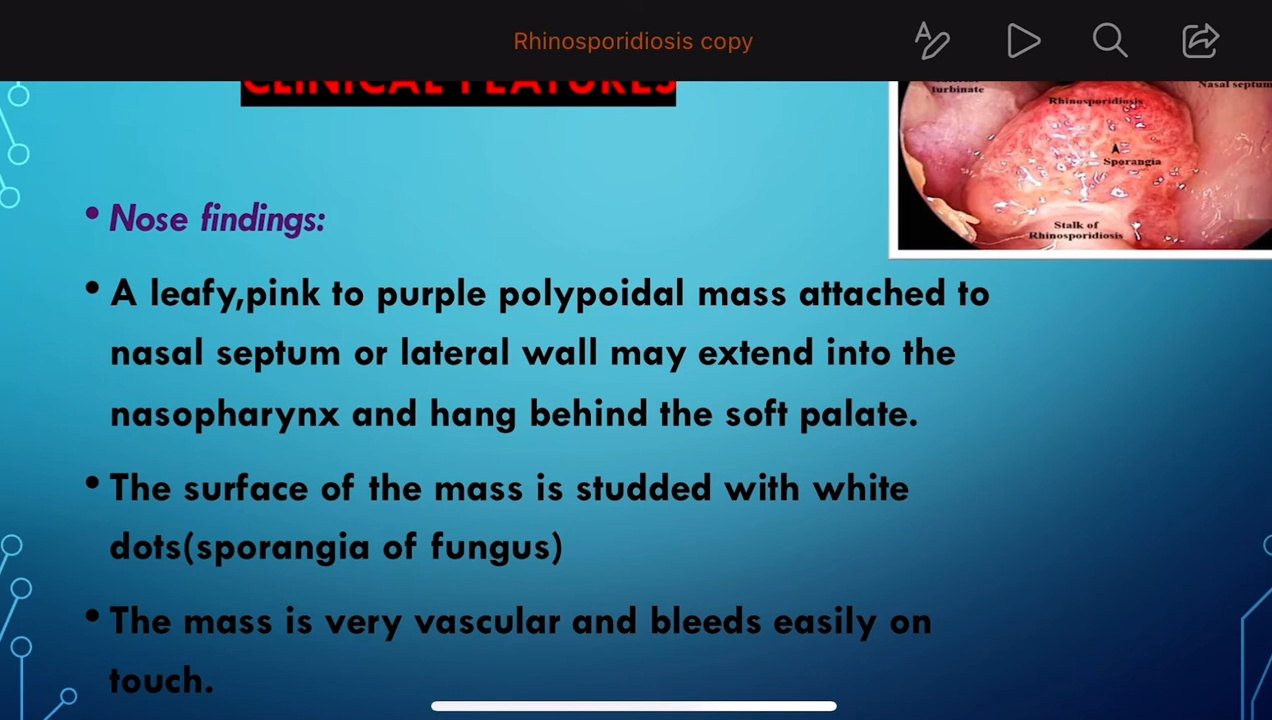 Rhinosporidiosis copy
CLINICAL FEATURES
turbinate
Nasal septum
Rhinosporidiosis
Sporangia
Stalk of
Rhinosporidiosis
• Nose findings:
• A leafy,pink to purple polypoidal mass attached to
nasal septum or lateral wall may extend into the
nasopharynx and hang behind the soft palate.
• The surface of the mass is studded with white
dots(sporangia of fungus)
• The mass is very vascular and bleeds easily on
touch.